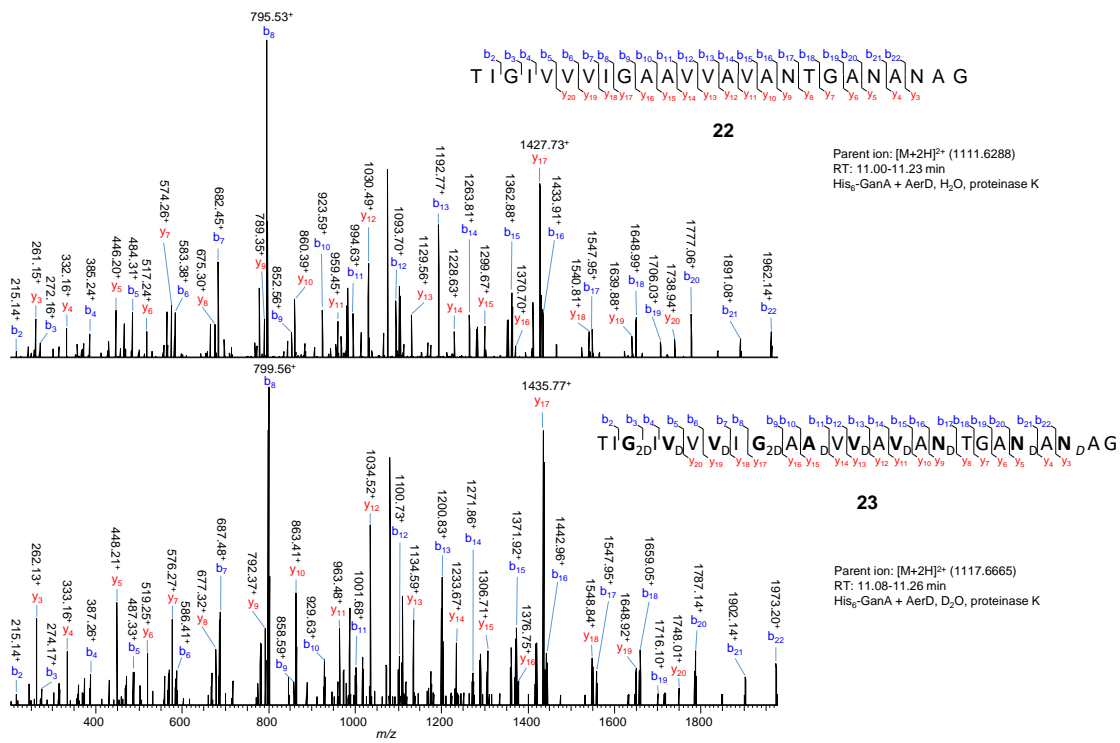 795.53+
b8
b2 b3 b4 b5 b6 b7 b8 b9 b10 b11 b12 b13 b14 b15 b16 b17 b18 b19 b20 b21 b22
T I G I V V V I G A A V V A V A N T G A N A N A G
y20 y19 y18 y17 y16 y15 y14 y13 y12 y11 y10 y9 y8 y7 y6 y5 y4 y3
22
Parent ion: [M+2H]2+ (1111.6288)
RT: 11.00-11.23 min
His6-GanA + AerD, H2O, proteinase K
215.14+ b2
261.15+ y3
272.16+ b3
332.16+ y4
385.24+ b4
446.20+ y5
484.31+ b5
517.24+ y6
574.26+ y7
583.38+ b6
675.30+ y8
682.45+ b7
789.35+ y9
852.56+ b9
860.39+ y10
923.59+ b10
959.45+ y11
994.63+ b11
1030.49+ y12
1093.70+ b12
1129.56+ y13
1192.77+ b13
1228.63+ y14
1263.81+ b14
1299.67+ y15
1362.88+ b15
1370.70+ y16
1427.73+ y17
1433.91+ b16
1540.81+ y18
1547.95+ b17
1639.88+ y19
1648.99+ b18
1706.03+ b19
1738.94+ y20
1777.06+ b20
1891.08+ b21
1962.14+ b22
799.56+
b8
b2 b3 b4 b5 b6 b7 b8 b9 b10 b11 b12 b13 b14 b15 b16 b17 b18 b19 b20 b21 b22
TIG2DIVDVVDIG2DAADVVDAVDANDTGANDANDAG
y20 y19 y18 y17 y16 y15 y14 y13 y12 y11 y10 y9 y8 y7 y6 y5 y4 y3
23
Parent ion: [M+2H]2+ (1117.6665)
RT: 11.08-11.26 min
His6-GanA + AerD, D2O, proteinase K
215.14+ b2
262.13+ y3
274.17+ b3
333.16+ y4
387.26+ b4
448.21+ y5
487.33+ b5
519.25+ y6
576.27+ y7
586.41+ b6
677.32+ y8
687.48+ b7
792.37+ y9
858.59+ b9
863.41+ y10
929.63+ b10
963.48+ y11
1001.68+ b11
1034.52+ y12
1100.73+ b12
1134.59+ y13
1200.83+ b13
1233.67+ y14
1271.86+ b14
1306.71+ y15
1371.92+ b15
1376.75+ y16
1435.77+ y17
1442.96+ b16
1548.84+ y18
1547.95+ b17
1648.92+ y19
1659.05+ b18
1716.10+ b19
1748.01+ y20
1787.14+ b20
1902.14+ b21
1973.20+ b22
400 600 800 1000 1200 1400 1600 1800
m/z